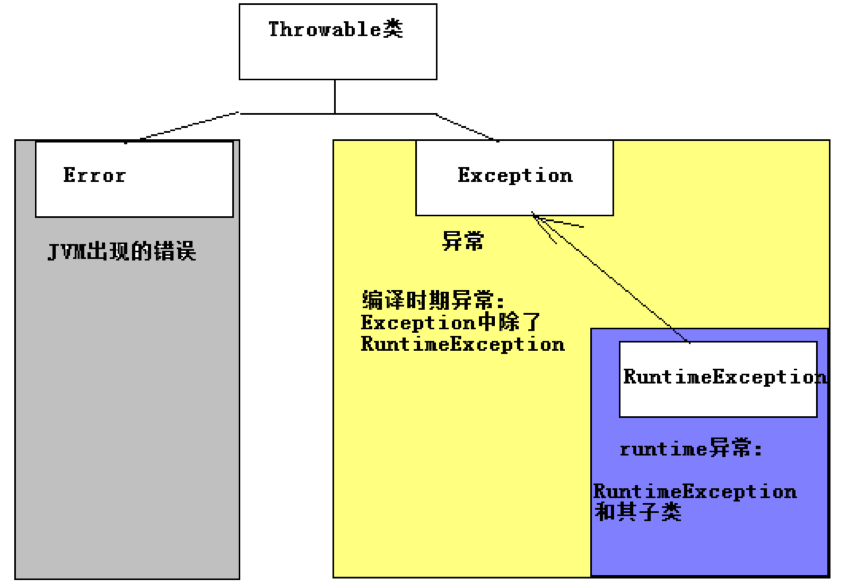 Throwable类
Error
JVM出现的错误
Exception
异常
编译时期异常:
Exception中除了
RuntimeException
RuntimeException
runtime异常:
RuntimeException
和其子类